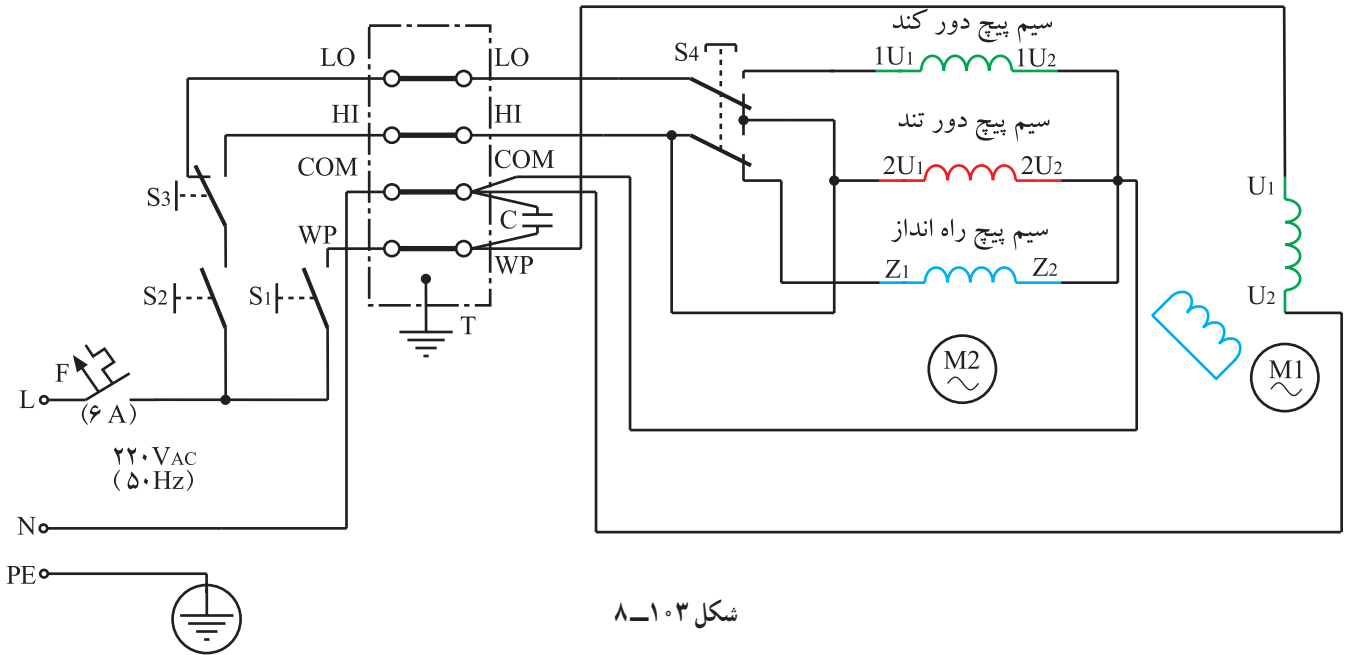 سیم پیچ دور کند
1U1 1U2
S4
LO LO
HI HI
سیم پیچ دور تند
2U1 2U2
COM COM
U1
S3
C
WP WP
سیم پیچ راه انداز
Z1 Z2
S2 S1
U2
T
M2
M1
F
L
(۶ A)
۲۲۰VAC
(۵۰Hz)
N
PE
شکل ۱۰۳ــ۸